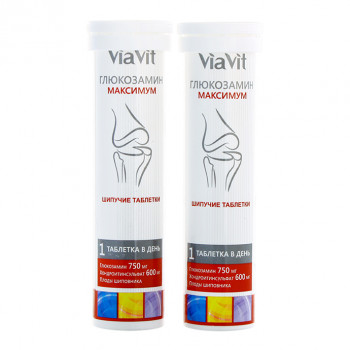 ViaVit
ГЛЮКОЗАМИН
МАКСИМУМ
ШИПУЧИЕ ТАБЛЕТКИ
1 ТАБЛЕТКА В ДЕНЬ
Глюкозамин 750 мг
Хондроитинсульфат 600 мг
Плоды шиповника
ViaVit
ГЛЮКОЗАМИН
МАКСИМУМ
ШИПУЧИЕ ТАБЛЕТКИ
1 ТАБЛЕТКА В ДЕНЬ
Глюкозамин 750 мг
Хондроитинсульфат 600 мг
Плоды шиповника